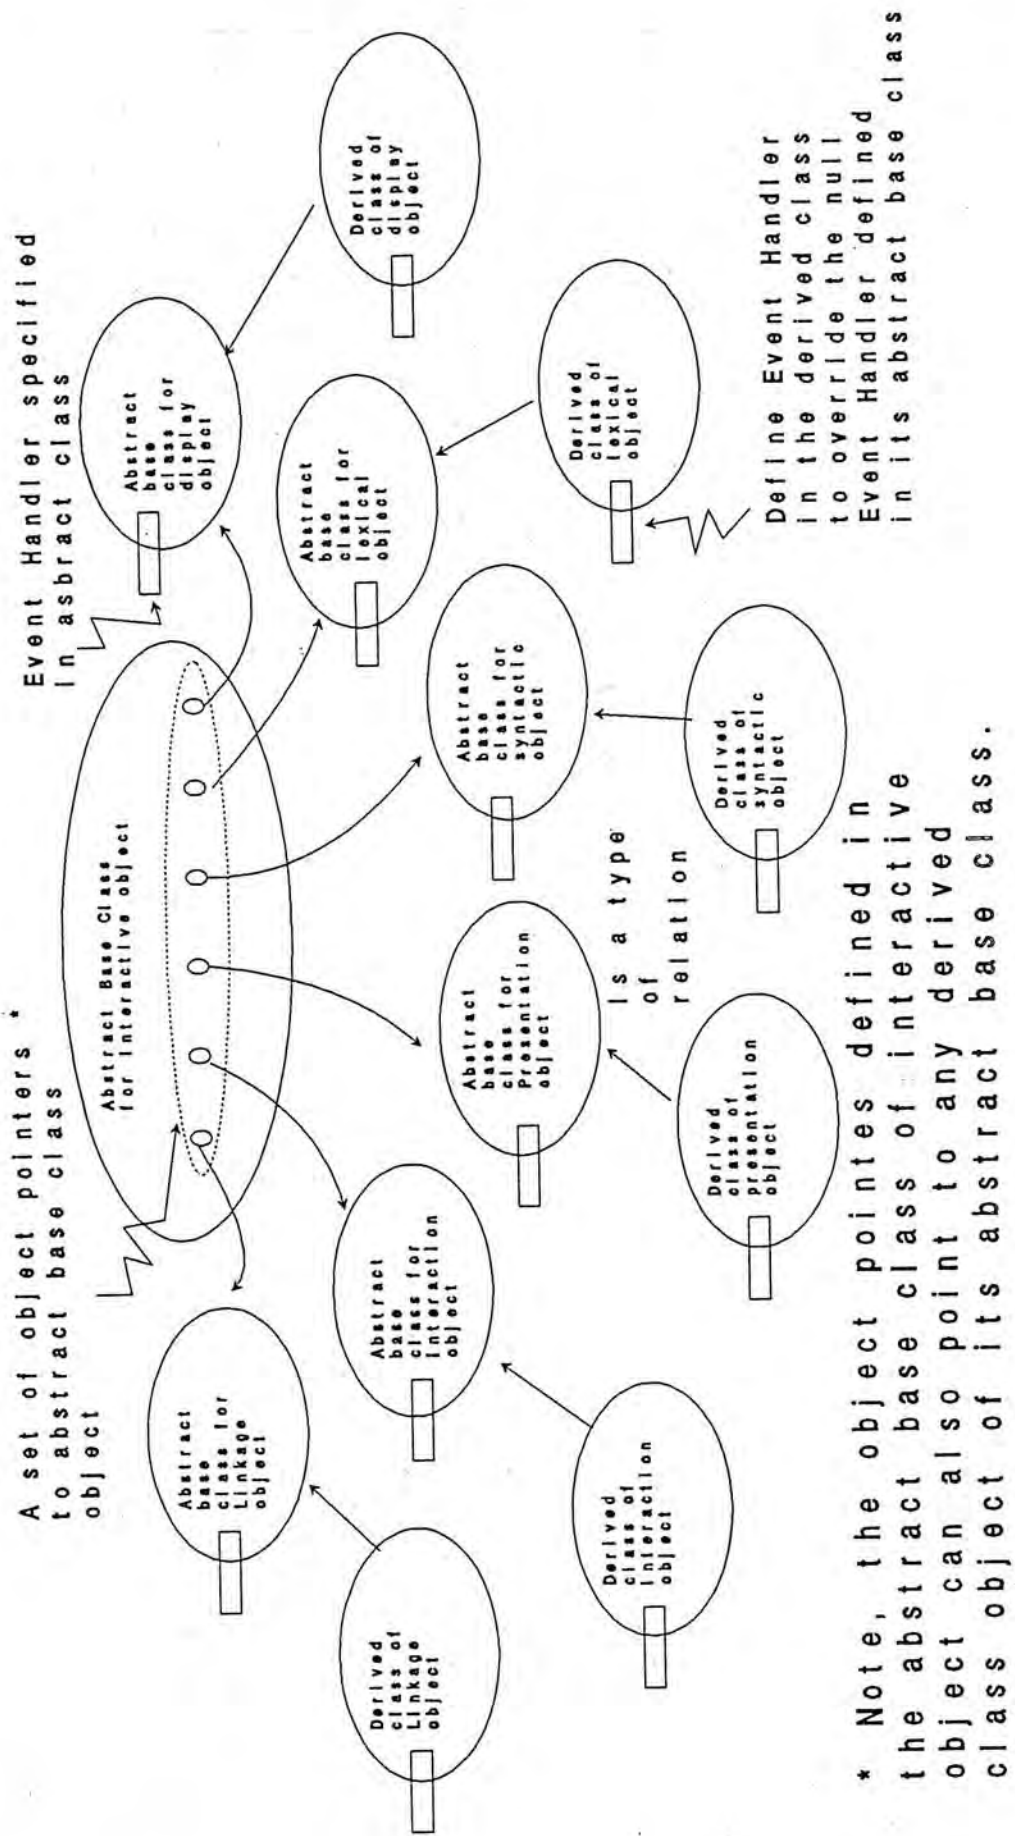 A set of object pointers *
to abstract base class
object
Event Handler specified
in asbract class
Abstract Base Class
for Interactive object
Abstract
base
class for
Linkage
object
Abstract
base
class for
Interaction
object
Abstract
base
class for
Presentation
object
Abstract
base
class for
syntactic
object
Abstract
base
class for
lexical
object
Abstract
base
class for
display
object
Derived
class of
Linkage
object
Derived
class of
Interaction
object
Derived
class of
presentation
object
Derived
class of
syntactic
object
Derived
class of
lexical
object
Derived
class of
display
object
Is a type
of
relation
Define Event Handler
in the derived class
to override the null
Event Handler defined
in its abstract base class
* Note, the object pointes defined in
the abstract base class of interactive
object can also point to any derived
class object of its abstract base class.